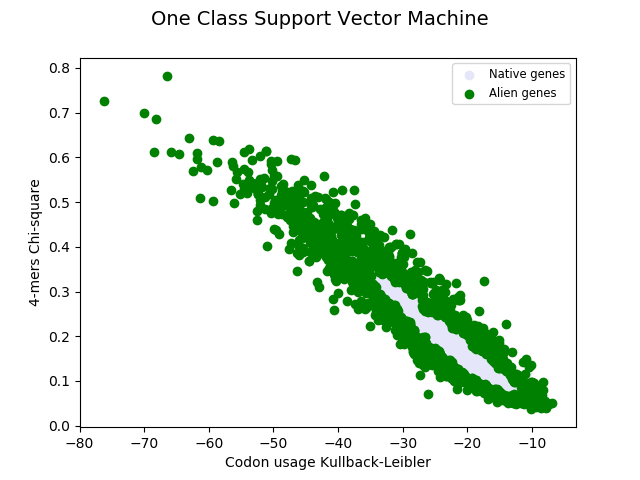 One Class Support Vector Machine
Native genes
Alien genes
4-mers Chi-square
0.8
0.7
0.6
0.5
0.4
0.3
0.2
0.1
0.0
−80 −70 −60 −50 −40 −30 −20 −10
Codon usage Kullback-Leibler